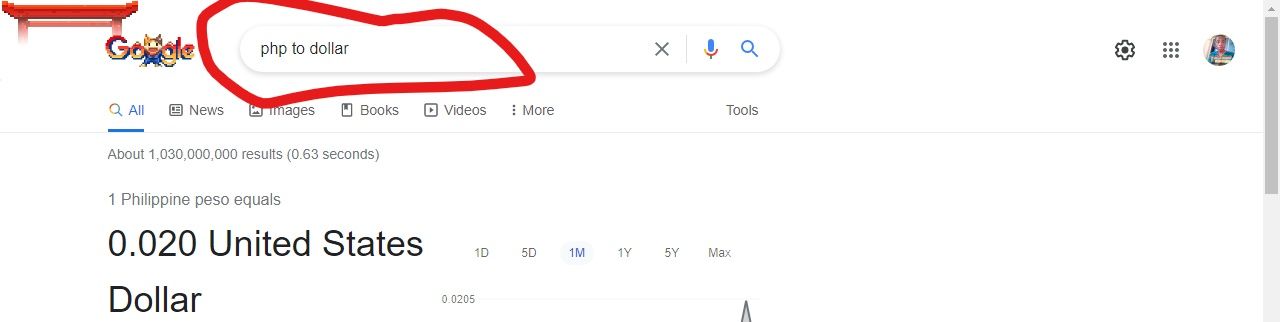 Google
php to dollar
All News Images Books Videos More Tools
About 1,030,000,000 results (0.63 seconds)
1 Philippine peso equals
0.020 United States
Dollar
1D 5D 1M 1Y 5Y Max
0.0205